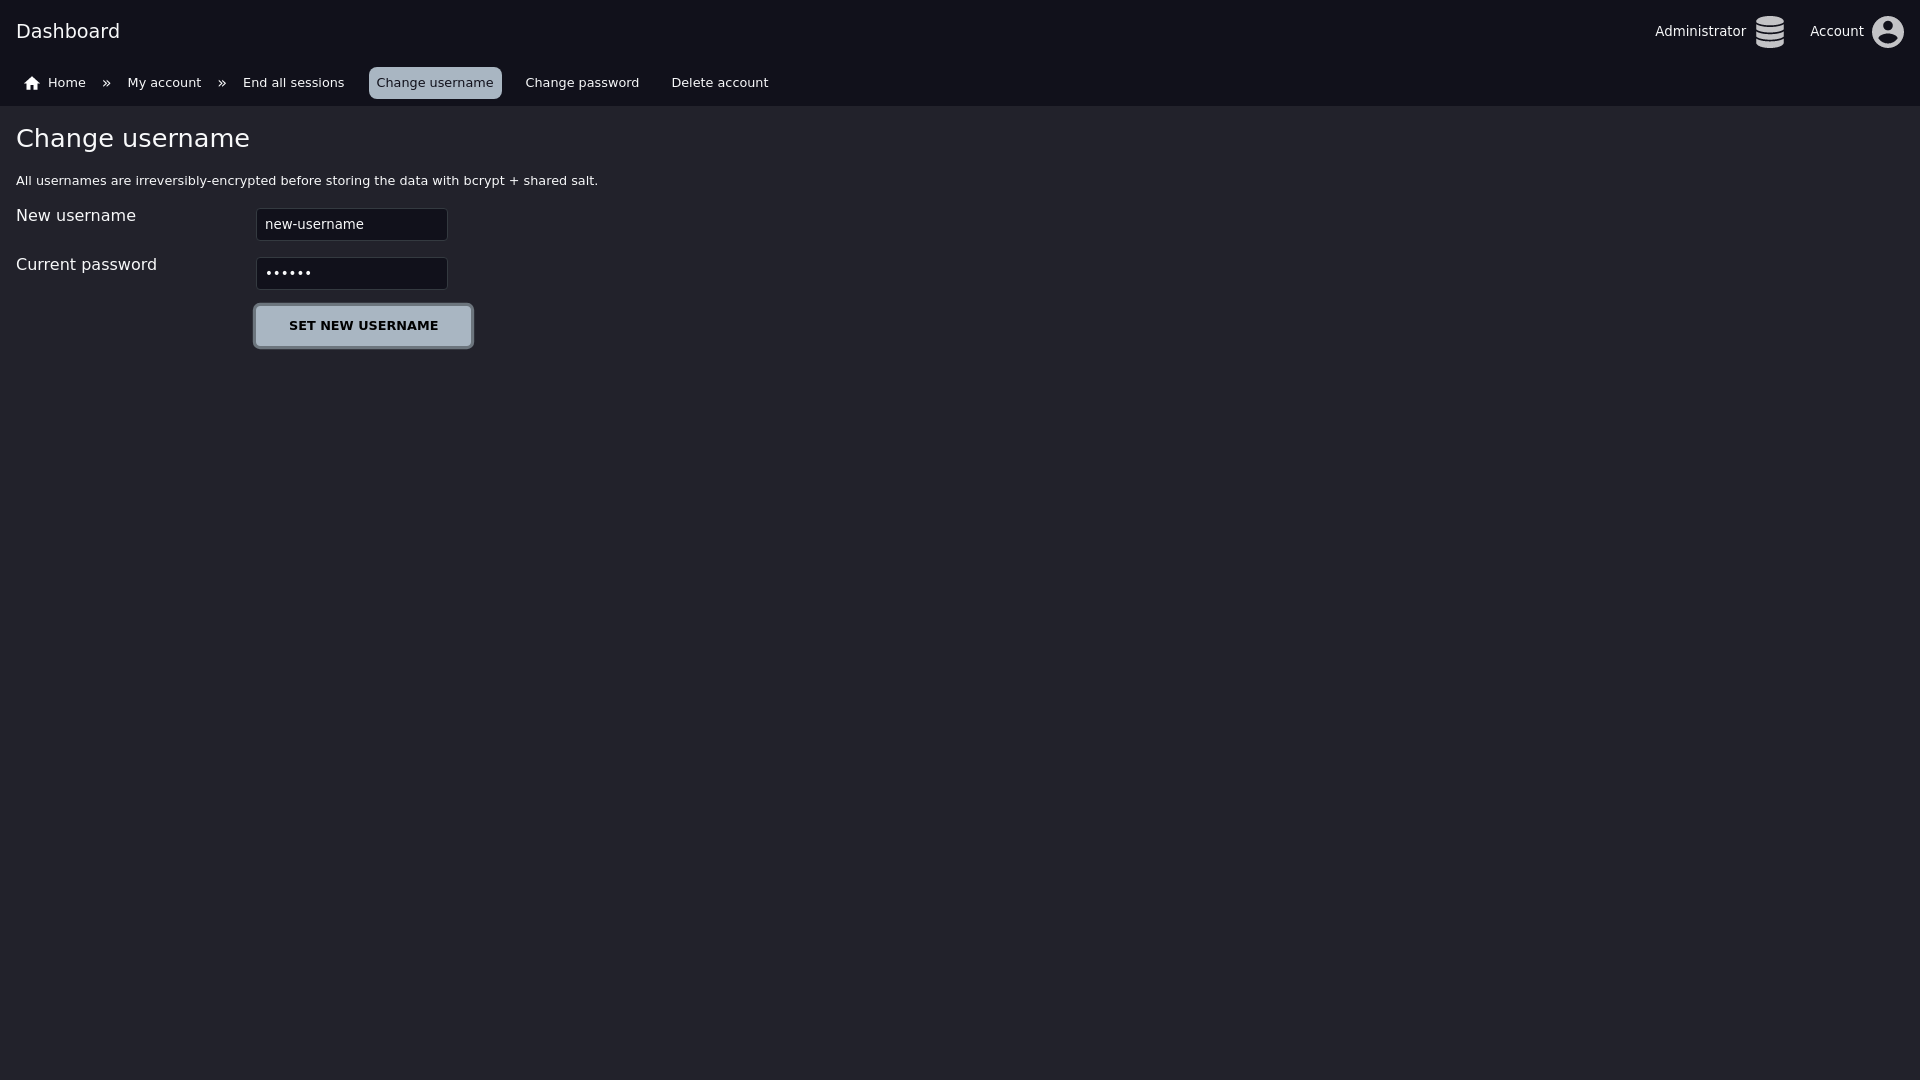 Dashboard
Administrator
Account
Home » My account » End all sessions Change username Change password Delete account
Change username
All usernames are irreversibly-encrypted before storing the data with bcrypt + shared salt.
New username
new-username
Current password
••••••
SET NEW USERNAME